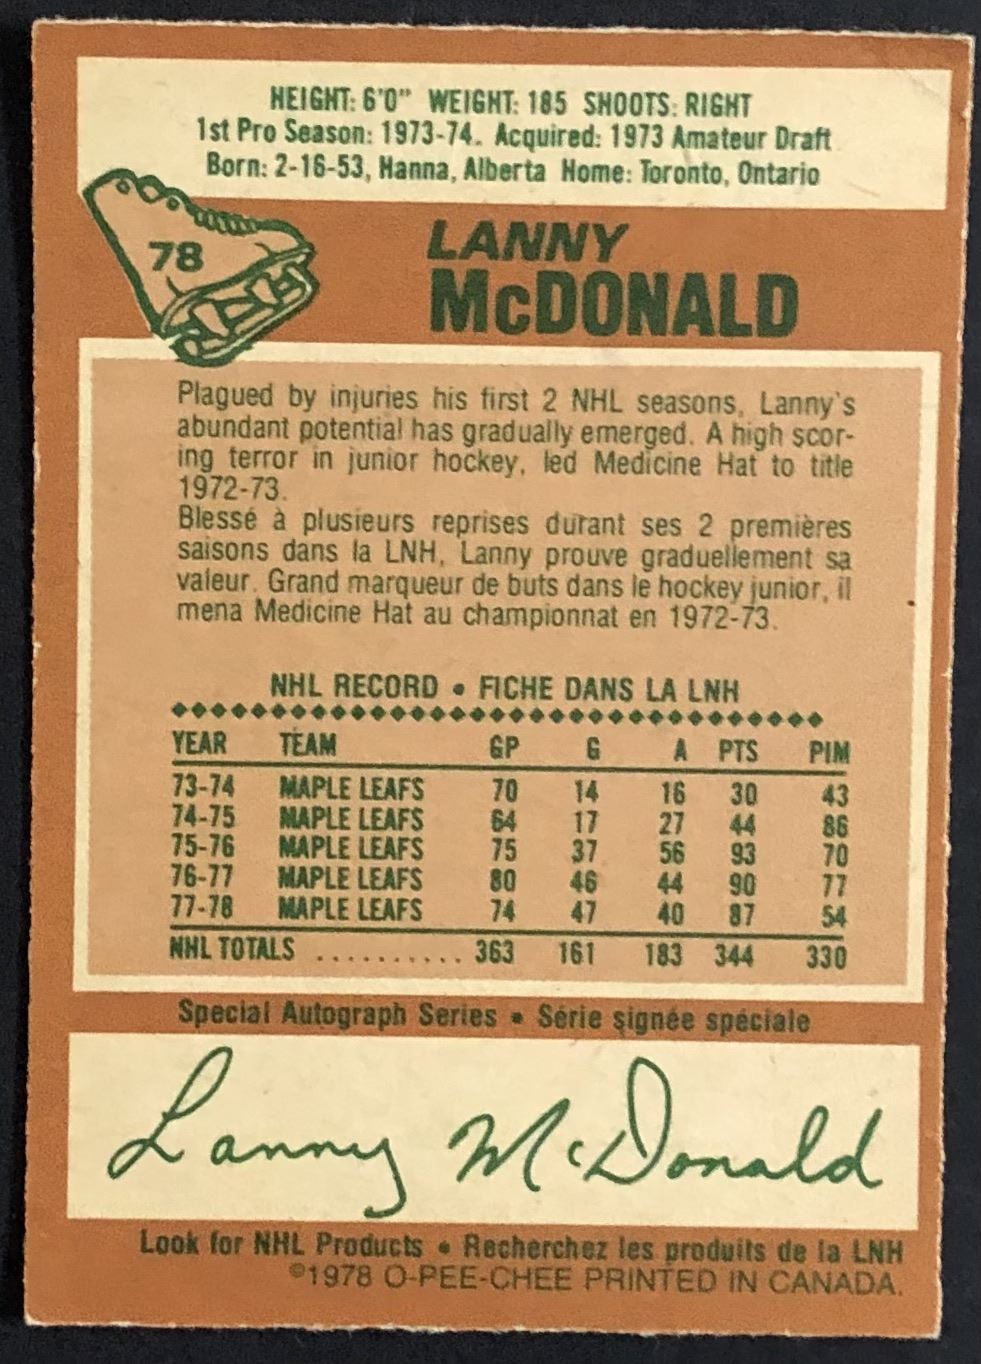 HEIGHT: 6'0" WEIGHT: 185 SHOOTS: RIGHT
1st Pro Season: 1973-74. Acquired: 1973 Amateur Draft
Born: 2-16-53, Hanna, Alberta Home: Toronto, Ontario
78
LANNY
McDONALD
Plagued by injuries his first 2 NHL seasons, Lanny's
abundant potential has gradually emerged. A high scor-
ing terror in junior hockey, led Medicine Hat to title
1972-73.
Blessé à plusieurs reprises durant ses 2 premières
saisons dans la LNH, Lanny prouve graduellement sa
valeur. Grand marqueur de buts dans le hockey junior, il
mena Medicine Hat au championnat en 1972-73.
NHL RECORD • FICHE DANS LA LNH
YEAR TEAM GP G A PTS PIM
73-74 MAPLE LEAFS 70 14 16 30 43
74-75 MAPLE LEAFS 64 17 27 44 86
75-76 MAPLE LEAFS 75 37 56 93 70
76-77 MAPLE LEAFS 80 46 44 90 77
77-78 MAPLE LEAFS 74 47 40 87 54
NHL TOTALS .......... 363 161 183 344 330
Special Autograph Series • Série signée spéciale
Lanny McDonald
Look for NHL Products • Recherchez les produits de la LNH
©1978 O-PEE-CHEE PRINTED IN CANADA.